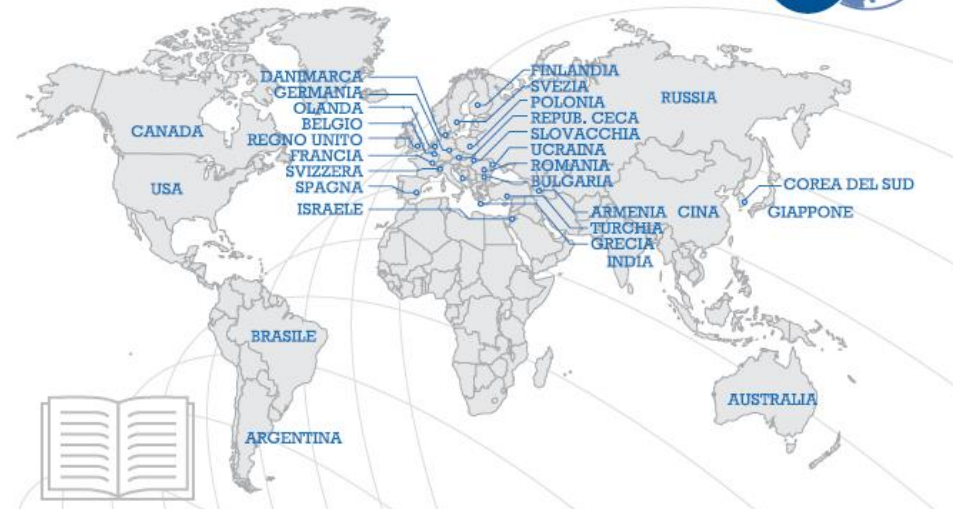 DANIMARCA
GERMANIA
OLANDA
BELGIO
REGNO UNITO
FRANCIA
SVIZZERA
SPAGNA
ISRAELE
FINLANDIA
SVEZIA
POLONIA
REPUB. CECA
SLOVACCHIA
UCRAINA
ROMANIA
BULGARIA
ARMENIA
TURCHIA
GRECIA
INDIA
CINA
RUSSIA
COREA DEL SUD
GIAPPONE
CANADA
USA
BRASILE
ARGENTINA
AUSTRALIA